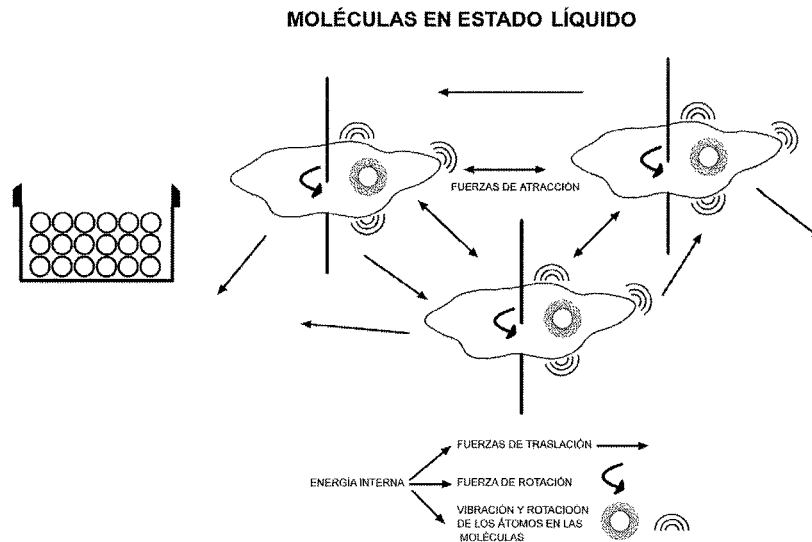 MOLÉCULAS EN ESTADO LÍQUIDO
FUERZAS DE ATRACCIÓN
FUERZAS DE TRASLACIÓN
ENERGÍA INTERNA
FUERZA DE ROTACIÓN
VIBRACIÓN Y ROTACIOÓN
DE LOS ÁTOMOS EN LAS
MOLÉCULAS